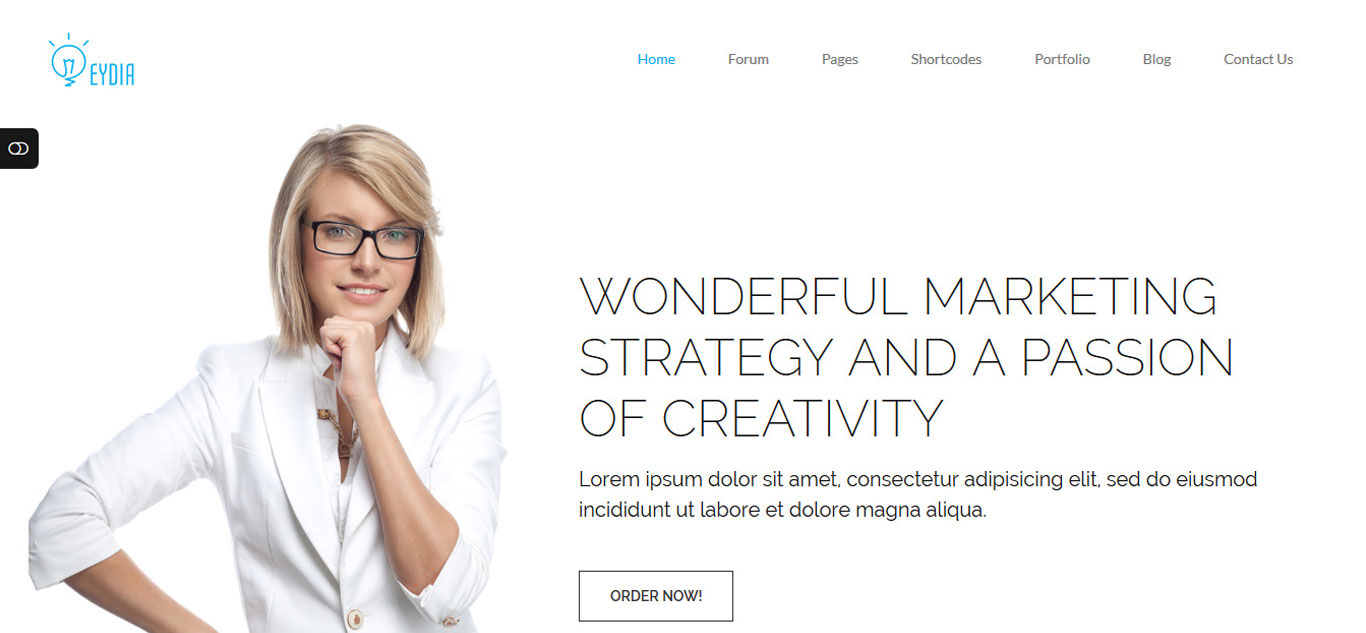 EYDIA
Home Forum Pages Shortcodes Portfolio Blog Contact Us
WONDERFUL MARKETING
STRATEGY AND A PASSION
OF CREATIVITY
Lorem ipsum dolor sit amet, consectetur adipisicing elit, sed do eiusmod
incididunt ut labore et dolore magna aliqua.
ORDER NOW!